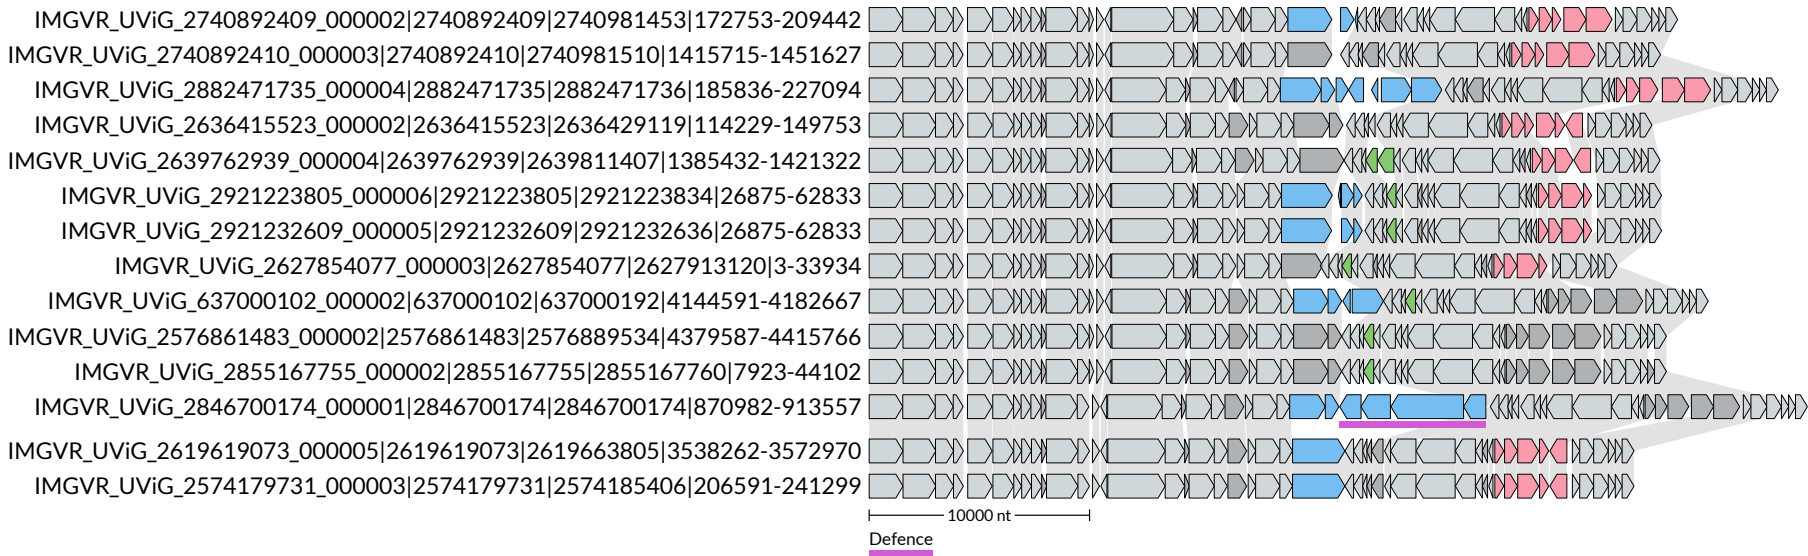 IMGVR_UViG_2740892409_000002|2740892409|2740981453|172753-209442
IMGVR_UViG_2740892410_000003|2740892410|2740981510|1415715-1451627
IMGVR_UViG_2882471735_000004|2882471735|2882471736|185836-227094
IMGVR_UViG_2636415523_000002|2636415523|2636429119|114229-149753
IMGVR_UViG_2639762939_000004|2639762939|2639811407|1385432-1421322
IMGVR_UViG_2921223805_000006|2921223805|2921223834|26875-62833
IMGVR_UViG_2921232609_000005|2921232609|2921232636|26875-62833
IMGVR_UViG_2627854077_000003|2627854077|2627913120|3-33934
IMGVR_UViG_637000102_000002|637000102|637000192|4144591-4182667
IMGVR_UViG_2576861483_000002|2576861483|2576889534|4379587-4415766
IMGVR_UViG_2855167755_000002|2855167755|2855167760|7923-44102
IMGVR_UViG_2846700174_000001|2846700174|2846700174|870982-913557
IMGVR_UViG_2619619073_000005|2619619073|2619663805|3538262-3572970
IMGVR_UViG_2574179731_000003|2574179731|2574185406|206591-241299
10000 nt
Defence